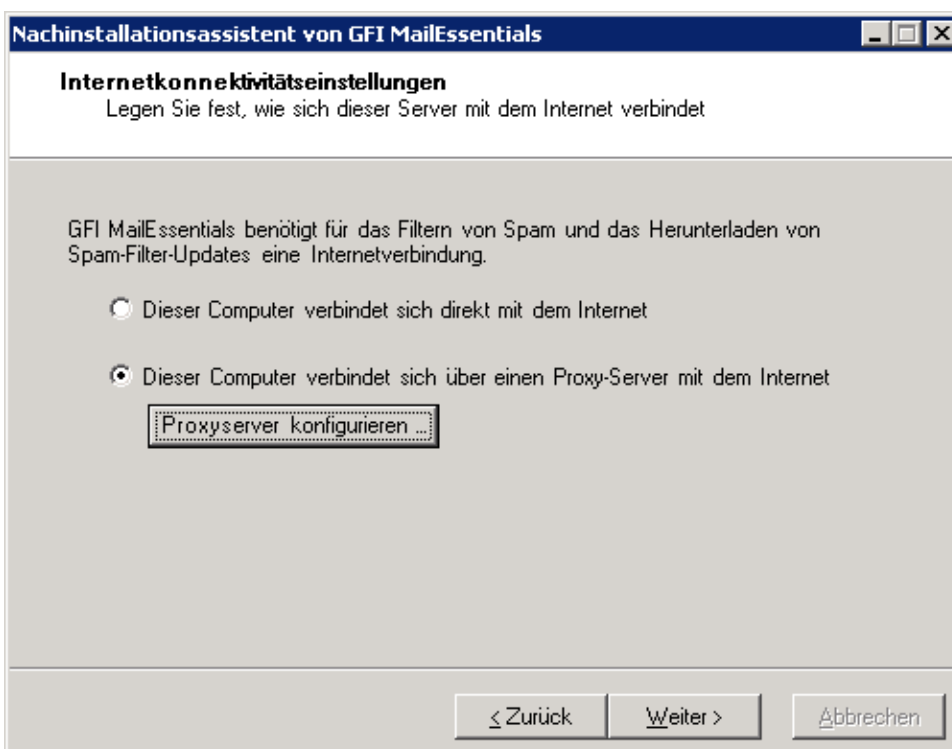 Nachinstallationsassistent von GFI MailEssentials
Internetkonnektivitätseinstellungen
Legen Sie fest, wie sich dieser Server mit dem Internet verbindet
GFI MailEssentials benötigt für das Filtern von Spam und das Herunterladen von
Spam-Filter-Updates eine Internetverbindung.
Dieser Computer verbindet sich direkt mit dem Internet
Dieser Computer verbindet sich über einen Proxy-Server mit dem Internet
Proxyserver konfigurieren ...
< Zurück
Weiter >
Abbrechen